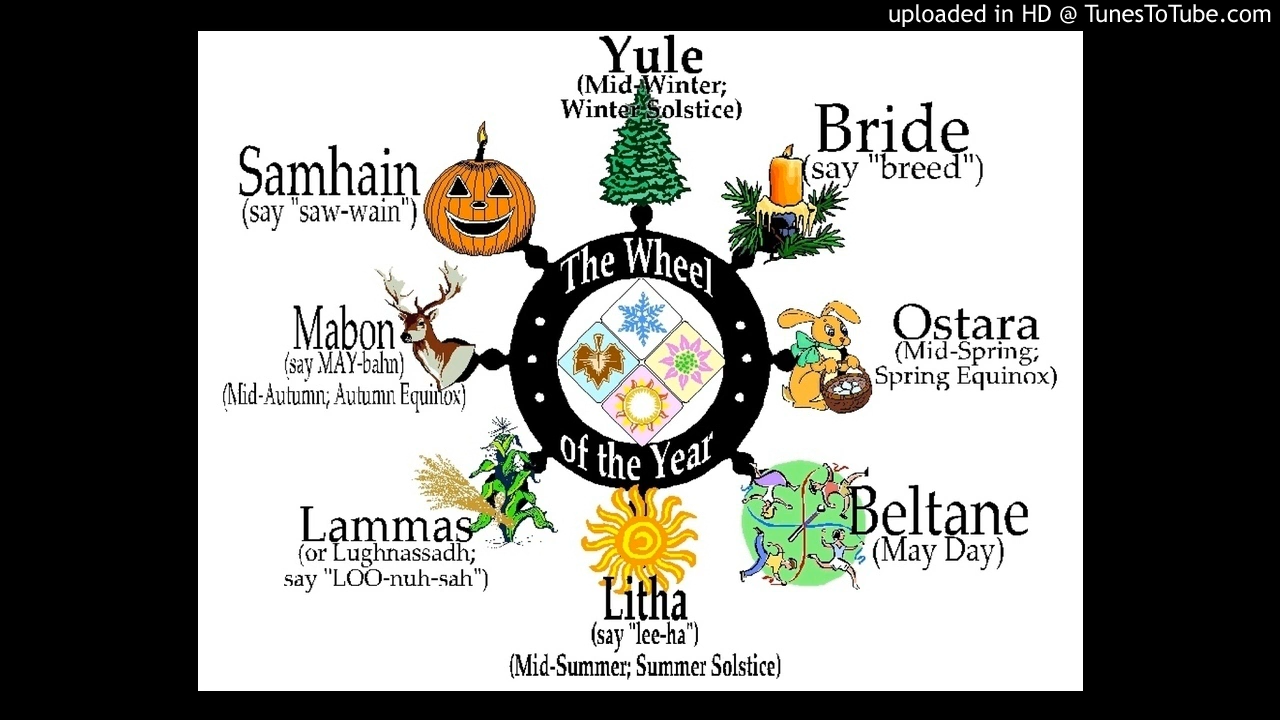 uploaded in HD @ TunesToTube.com
Yule
(Mid-Winter;
Winter Solstice)
Bride
(say "breed")
Samhain
(say "saw-wain")
The Wheel
Mabon
(say MAY-bahn)
(Mid-Autumn; Autumn Equinox)
Ostara
(Mid-Spring;
Spring Equinox)
of the Year
Lammas
(or Lughnassadh;
say "LOO-nuh-sah")
Beltane
(May Day)
Litha
(say "lee-ha")
(Mid-Summer; Summer Solstice)